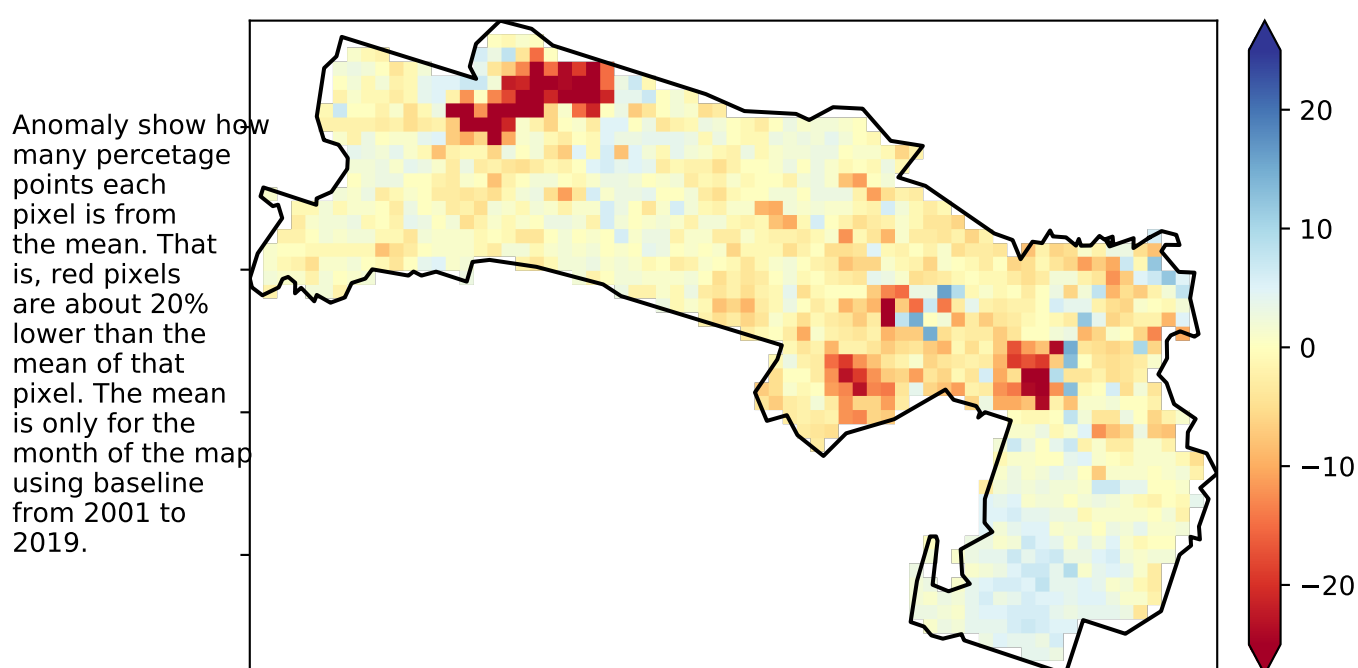 Anomaly show how
many percetage
points each
pixel is from
the mean. That
is, red pixels
are about 20%
lower than the
mean of that
pixel. The mean
is only for the
month of the map
using baseline
from 2001 to
2019.
20
10
0
−10
−20